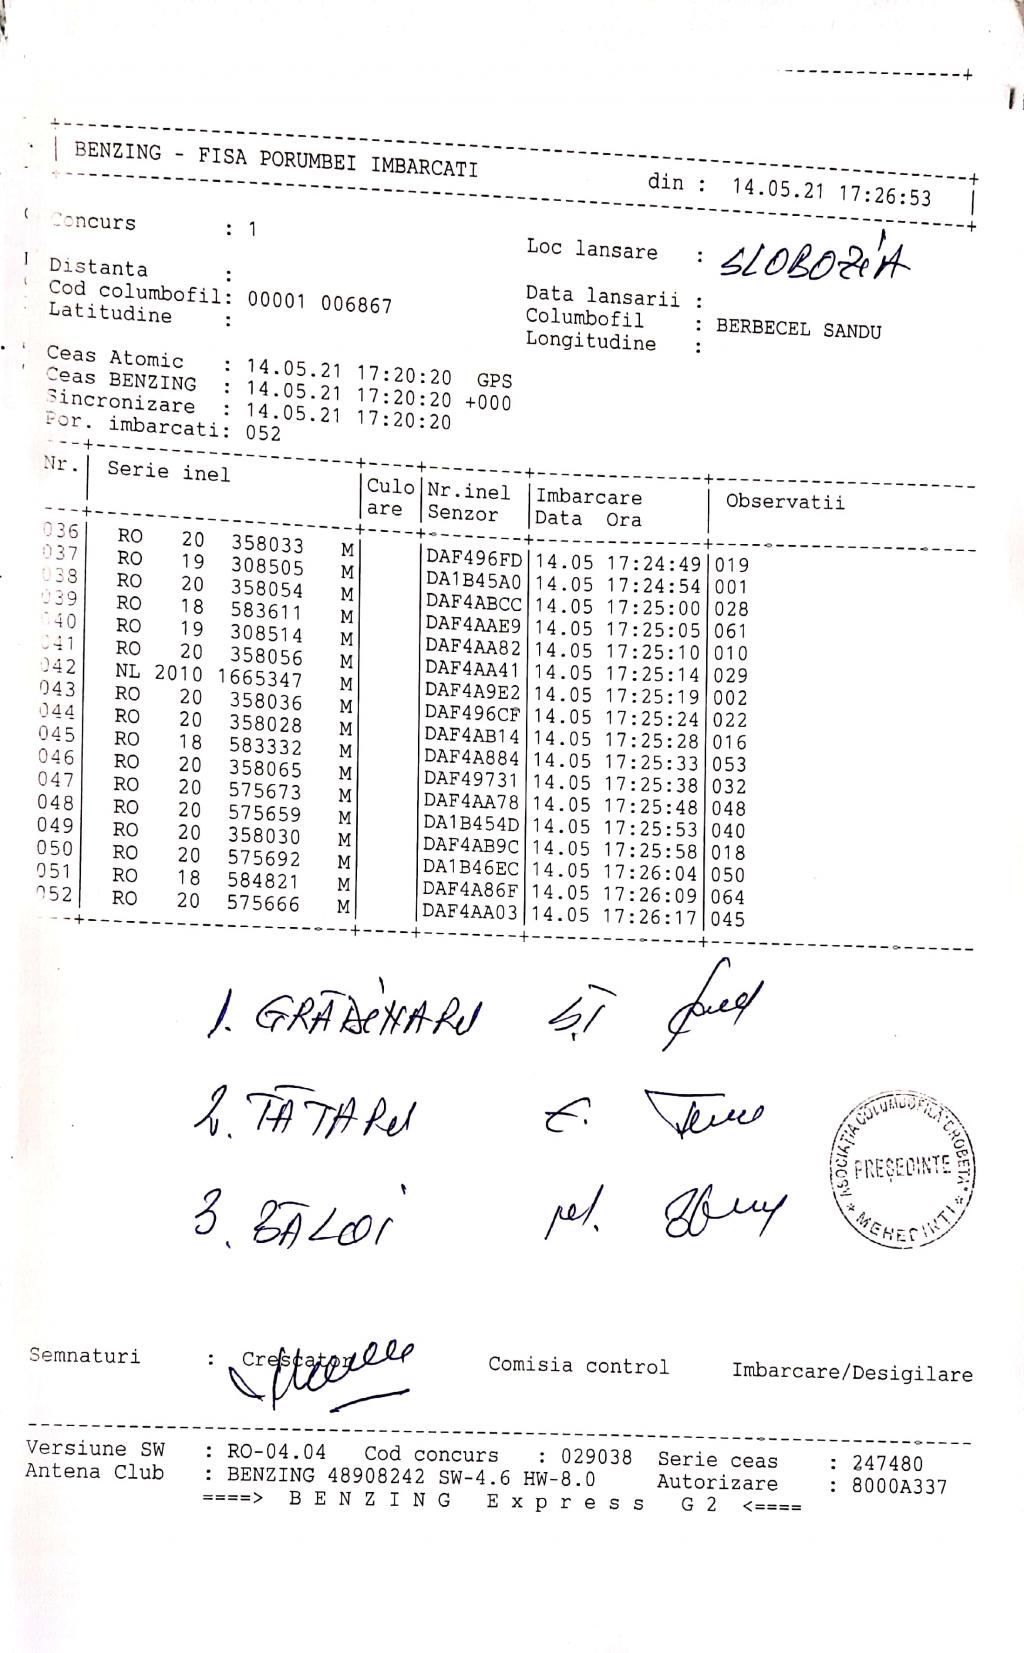 BENZING - FISA PORUMBEI IMBARCATI din : 14.05.21 17:26:53
Concurs : 1 Loc lansare : SLOBOZIA
Distanta : Data lansarii :
Cod columbofil: 00001 006867 Columbofil : BERBECEL SANDU
Latitudine : Longitudine :
Ceas Atomic : 14.05.21 17:20:20 GPS
Ceas BENZING : 14.05.21 17:20:20 +000
Sincronizare : 14.05.21 17:20:20
Por. imbarcati: 052
Nr. Serie inel Culo Nr.inel Imbarcare Observatii
are Senzor Data Ora
036 RO 20 358033 M DAF496FD 14.05 17:24:49 019
037 RO 19 308505 M DA1B45A0 14.05 17:24:54 001
038 RO 20 358054 M DAF4ABCC 14.05 17:25:00 028
039 RO 18 583611 M DAF4AAE9 14.05 17:25:05 061
040 RO 19 308514 M DAF4AA82 14.05 17:25:10 010
041 RO 20 358056 M DAF4AA41 14.05 17:25:14 029
042 NL 2010 1665347 M DAF4A9E2 14.05 17:25:19 002
043 RO 20 358036 M DAF496CF 14.05 17:25:24 022
044 RO 20 358028 M DAF4AB14 14.05 17:25:28 016
045 RO 18 583332 M DAF4A884 14.05 17:25:33 053
046 RO 20 358065 M DAF49731 14.05 17:25:38 032
047 RO 20 575673 M DAF4AA78 14.05 17:25:48 048
048 RO 20 575659 M DA1B454D 14.05 17:25:53 040
049 RO 20 358030 M DAF4AB9C 14.05 17:25:58 018
050 RO 20 575692 M DA1B46EC 14.05 17:26:04 050
051 RO 18 584821 M DAF4A86F 14.05 17:26:09 064
052 RO 20 575666 M DAF4AA03 14.05 17:26:17 045
1. GRĂDINARU ȘT
2. TĂTARU E.
3. BĂLOI
ASOCIAȚIA COLUMBOFILĂ "DROBETA"
PREȘEDINTE
* MEHEDINȚI *
Semnaturi : Crescator Comisia control Imbarcare/Desigilare
Versiune SW : RO-04.04 Cod concurs : 029038 Serie ceas : 247480
Antena Club : BENZING 48908242 SW-4.6 HW-8.0 Autorizare : 8000A337
====> B E N Z I N G E x p r e s s G 2 <====